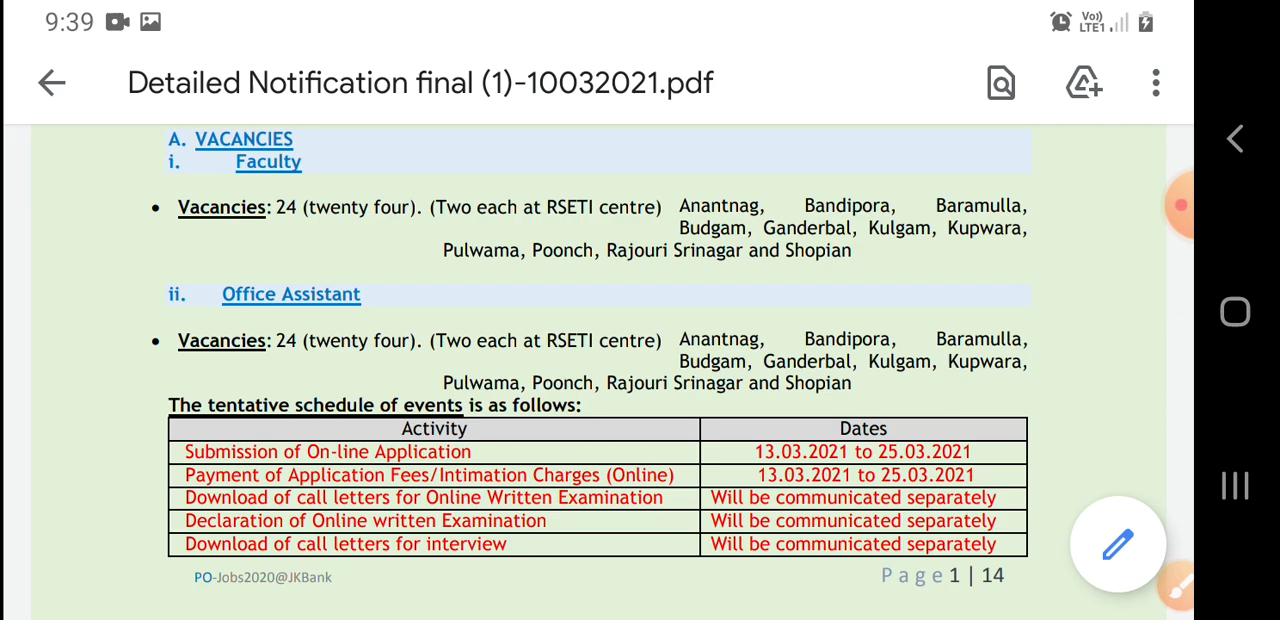 9:39
Vo))
LTE1
Detailed Notification final (1)-10032021.pdf
A. VACANCIES
i. Faculty
• Vacancies: 24 (twenty four). (Two each at RSETI centre) Anantnag, Bandipora, Baramulla,
Budgam, Ganderbal, Kulgam, Kupwara,
Pulwama, Poonch, Rajouri Srinagar and Shopian
ii. Office Assistant
• Vacancies: 24 (twenty four). (Two each at RSETI centre) Anantnag, Bandipora, Baramulla,
Budgam, Ganderbal, Kulgam, Kupwara,
Pulwama, Poonch, Rajouri Srinagar and Shopian
The tentative schedule of events is as follows:
Activity Dates
Submission of On-line Application 13.03.2021 to 25.03.2021
Payment of Application Fees/Intimation Charges (Online) 13.03.2021 to 25.03.2021
Download of call letters for Online Written Examination Will be communicated separately
Declaration of Online written Examination Will be communicated separately
Download of call letters for interview Will be communicated separately
PO-Jobs2020@JKBank Page 1 | 14